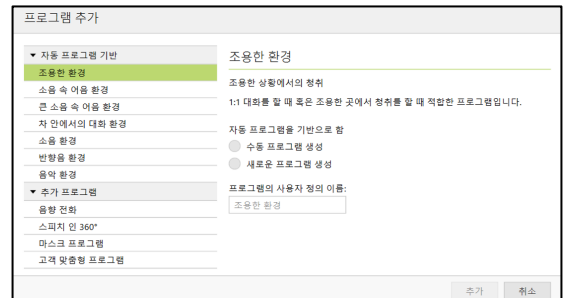 프로그램 추가
▼ 자동 프로그램 기반
조용한 환경
소음 속 어음 환경
큰 소음 속 어음 환경
차 안에서의 대화 환경
소음 환경
반향음 환경
음악 환경
▼ 추가 프로그램
음향 전화
스피치 인 360°
마스크 프로그램
고객 맞춤형 프로그램
조용한 환경
조용한 상황에서의 청취
1:1 대화를 할 때 혹은 조용한 곳에서 청취를 할 때 적합한 프로그램입니다.
자동 프로그램을 기반으로 함
수동 프로그램 생성
새로운 프로그램 생성
프로그램의 사용자 정의 이름:
조용한 환경
추가
취소